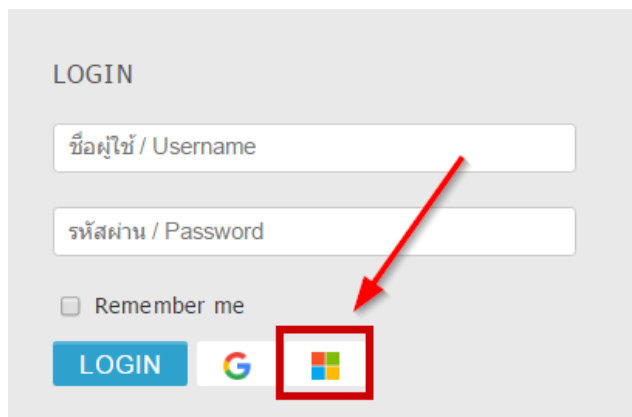 LOGIN
ชื่อผู้ใช้ / Username
รหัสผ่าน / Password
Remember me
LOGIN G